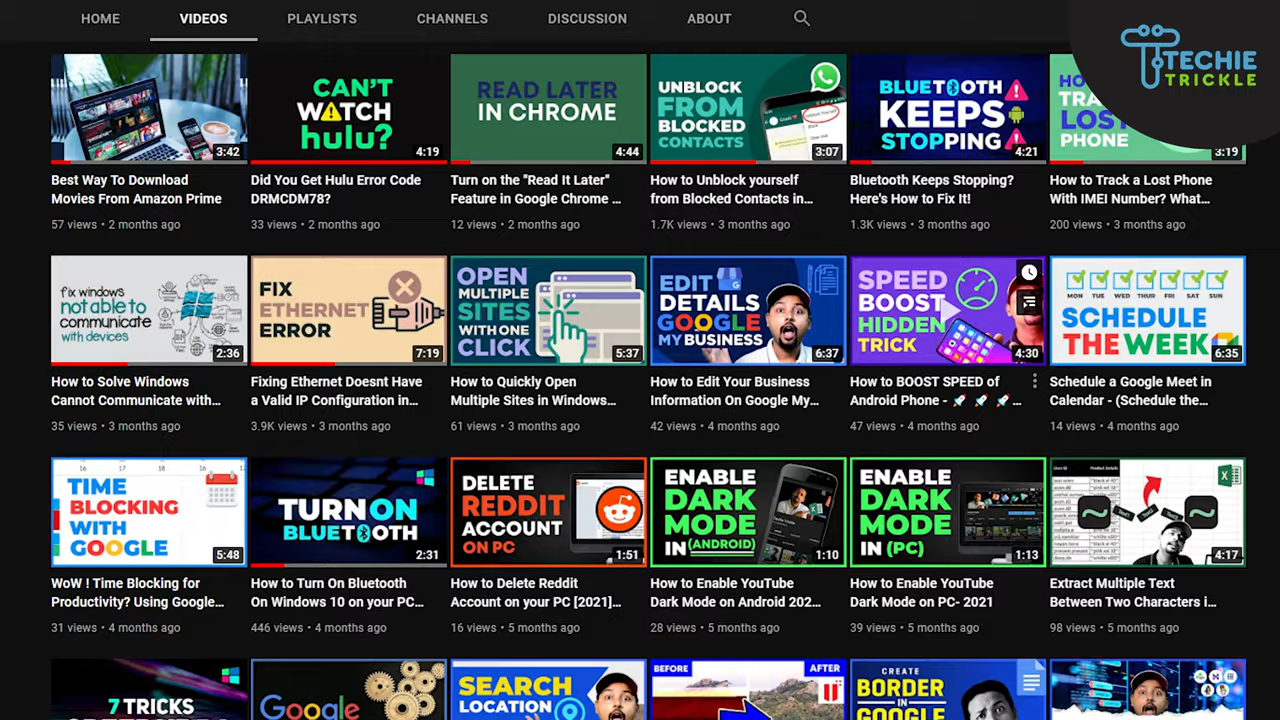 HOME
VIDEOS
PLAYLISTS
CHANNELS
DISCUSSION
ABOUT
TECHIE
TRICKLE
3:42
CAN'T
WATCH
hulu?
4:19
READ LATER
IN CHROME
4:44
UNBLOCK
FROM
BLOCKED
CONTACTS
3:07
BLUETOOTH
KEEPS
STOPPING
4:21
LOST
PHONE
3:19
Best Way To Download
Movies From Amazon Prime
57 views • 2 months ago
Did You Get Hulu Error Code
DRMCDM78?
33 views • 2 months ago
Turn on the "Read It Later"
Feature in Google Chrome ...
12 views • 2 months ago
How to Unblock yourself
from Blocked Contacts in...
1.7K views • 3 months ago
Bluetooth Keeps Stopping?
Here's How to Fix It!
1.3K views • 3 months ago
How to Track a Lost Phone
With IMEI Number? What...
200 views • 3 months ago
fix windows
not able to
communicate
with devices
2:36
FIX
ETHERNET
ERROR
7:19
OPEN
MULTIPLE
SITES
WITH ONE
CLICK
5:37
EDIT
DETAILS
GOOGLE
MY BUSINESS
6:37
SPEED
BOOST
HIDDEN
TRICK
4:30
MON TUE WED THUR FRI SAT SUN
SCHEDULE
THE WEEK
6:35
How to Solve Windows
Cannot Communicate with...
35 views • 3 months ago
Fixing Ethernet Doesnt Have
a Valid IP Configuration in...
3.9K views • 3 months ago
How to Quickly Open
Multiple Sites in Windows...
61 views • 3 months ago
How to Edit Your Business
Information On Google My...
42 views • 4 months ago
How to BOOST SPEED of
Android Phone - 🚀 🚀 🚀 ...
47 views • 4 months ago
Schedule a Google Meet in
Calendar - (Schedule the...
14 views • 4 months ago
16 17 18 16
TIME
BLOCKING
WITH
GOOGLE
5:48
TURN ON
BLUETOOTH
2:31
DELETE
REDDIT
ACCOUNT
ON PC
1:51
ENABLE
DARK
MODE
IN (ANDROID)
1:10
ENABLE
DARK
MODE
IN (PC)
1:13
4:17
WoW ! Time Blocking for
Productivity? Using Google...
31 views • 4 months ago
How to Turn On Bluetooth
On Windows 10 on your PC...
446 views • 4 months ago
How to Delete Reddit
Account on your PC [2021]...
16 views • 5 months ago
How to Enable YouTube
Dark Mode on Android 202...
28 views • 5 months ago
How to Enable YouTube
Dark Mode on PC- 2021
39 views • 5 months ago
Extract Multiple Text
Between Two Characters i...
98 views • 5 months ago
7 TRICKS
Google
SEARCH
LOCATION
BEFORE
AFTER
CREATE
BORDER
IN
GOOGLE